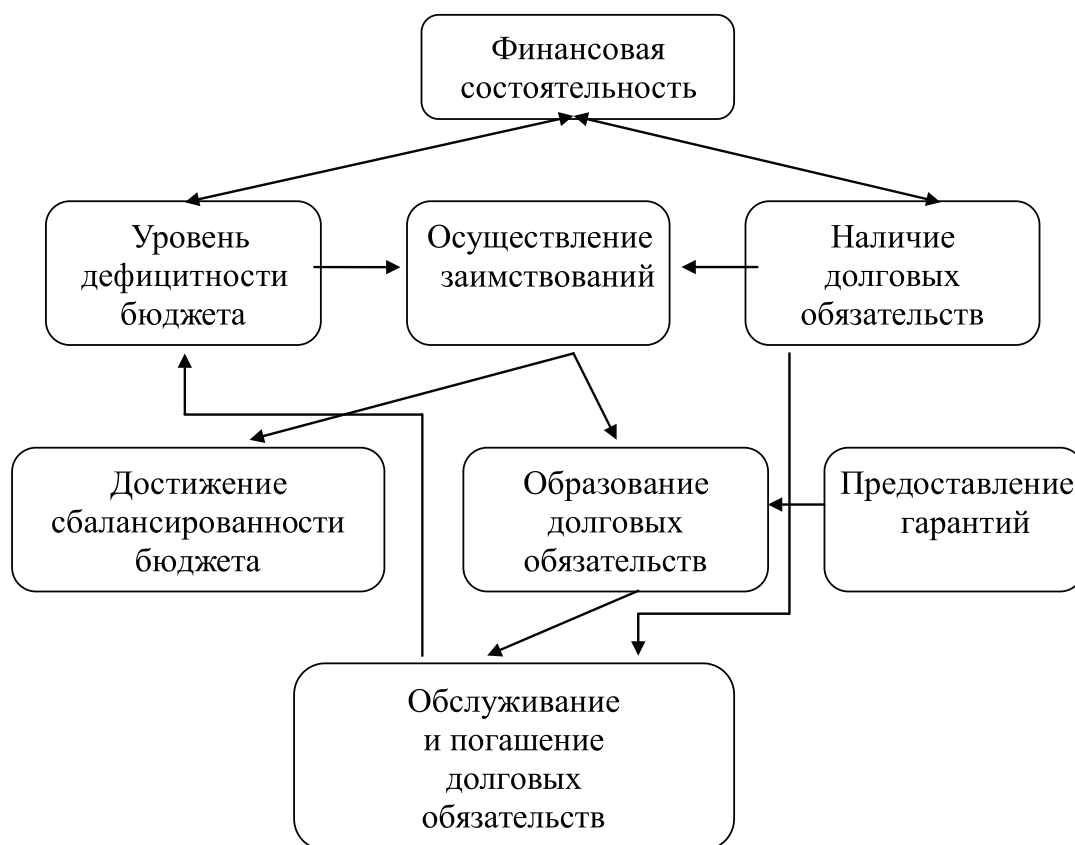 Финансовая
состоятельность
Уровень
дефицитности
бюджета
Осуществление
заимствований
Наличие
долговых
обязательств
Достижение
сбалансированности
бюджета
Образование
долговых
обязательств
Предоставление
гарантий
Обслуживание
и погашение
долговых
обязательств